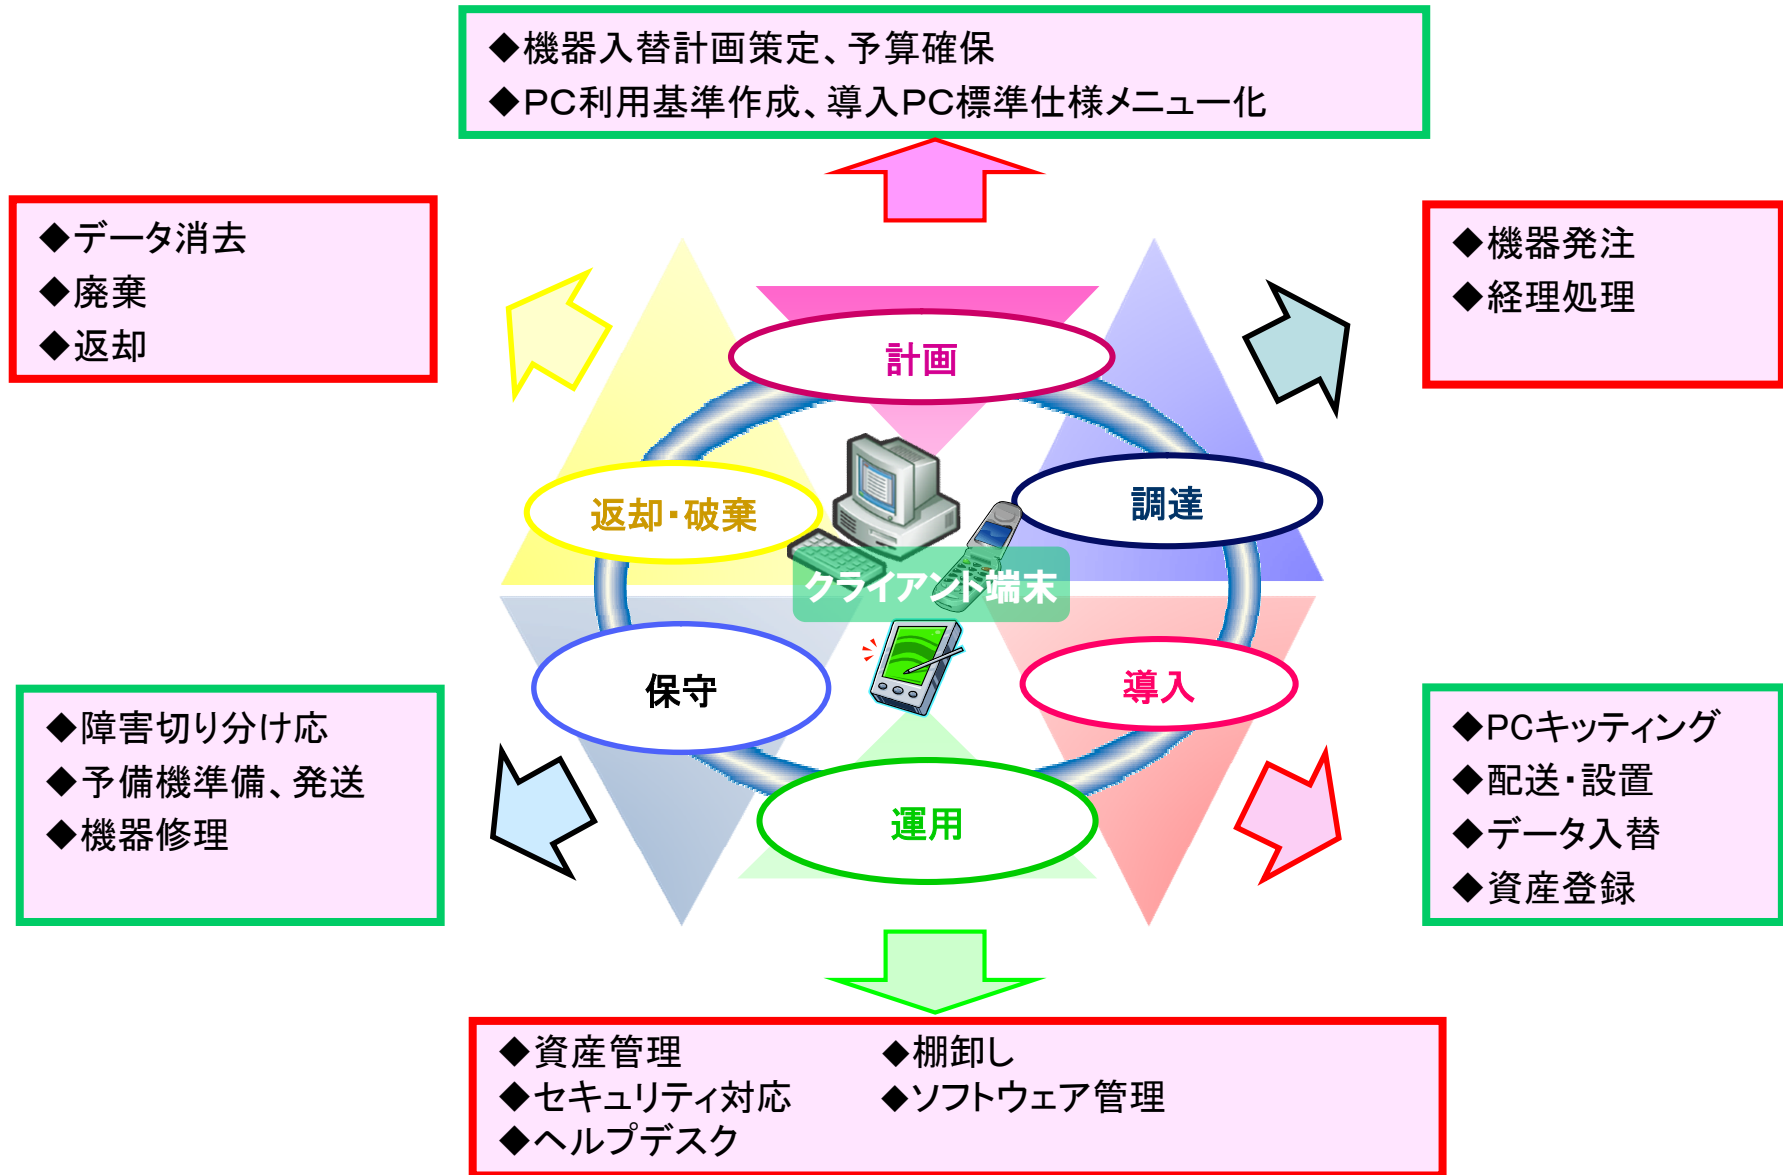 ◆機器入替計画策定、予算確保
◆PC利用基準作成、導入PC標準仕様メニュー化
◆データ消去
◆廃棄
◆返却
◆機器発注
◆経理処理
計画
返却・破棄
調達
クライアント端末
保守
導入
運用
◆障害切り分け応
◆予備機準備、発送
◆機器修理
◆PCキッティング
◆配送・設置
◆データ入替
◆資産登録
◆資産管理 ◆棚卸し
◆セキュリティ対応 ◆ソフトウェア管理
◆ヘルプデスク